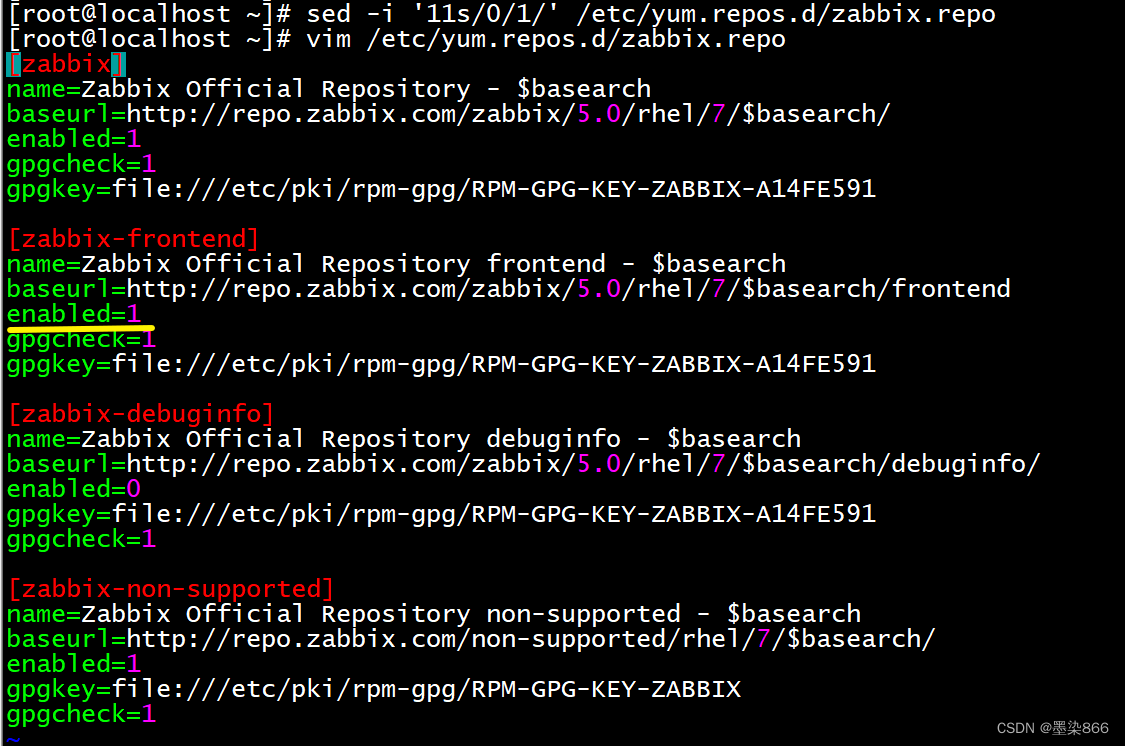 [root@localhost ~]# sed -i '11s/0/1/' /etc/yum.repos.d/zabbix.repo
[root@localhost ~]# vim /etc/yum.repos.d/zabbix.repo
[zabbix]
name=Zabbix Official Repository - $basearch
baseurl=http://repo.zabbix.com/zabbix/5.0/rhel/7/$basearch/
enabled=1
gpgcheck=1
gpgkey=file:///etc/pki/rpm-gpg/RPM-GPG-KEY-ZABBIX-A14FE591
[zabbix-frontend]
name=Zabbix Official Repository frontend - $basearch
baseurl=http://repo.zabbix.com/zabbix/5.0/rhel/7/$basearch/frontend
enabled=1
gpgcheck=1
gpgkey=file:///etc/pki/rpm-gpg/RPM-GPG-KEY-ZABBIX-A14FE591
[zabbix-debuginfo]
name=Zabbix Official Repository debuginfo - $basearch
baseurl=http://repo.zabbix.com/zabbix/5.0/rhel/7/$basearch/debuginfo/
enabled=0
gpgkey=file:///etc/pki/rpm-gpg/RPM-GPG-KEY-ZABBIX-A14FE591
gpgcheck=1
[zabbix-non-supported]
name=Zabbix Official Repository non-supported - $basearch
baseurl=http://repo.zabbix.com/non-supported/rhel/7/$basearch/
enabled=1
gpgkey=file:///etc/pki/rpm-gpg/RPM-GPG-KEY-ZABBIX
gpgcheck=1
~
CSDN @墨染866